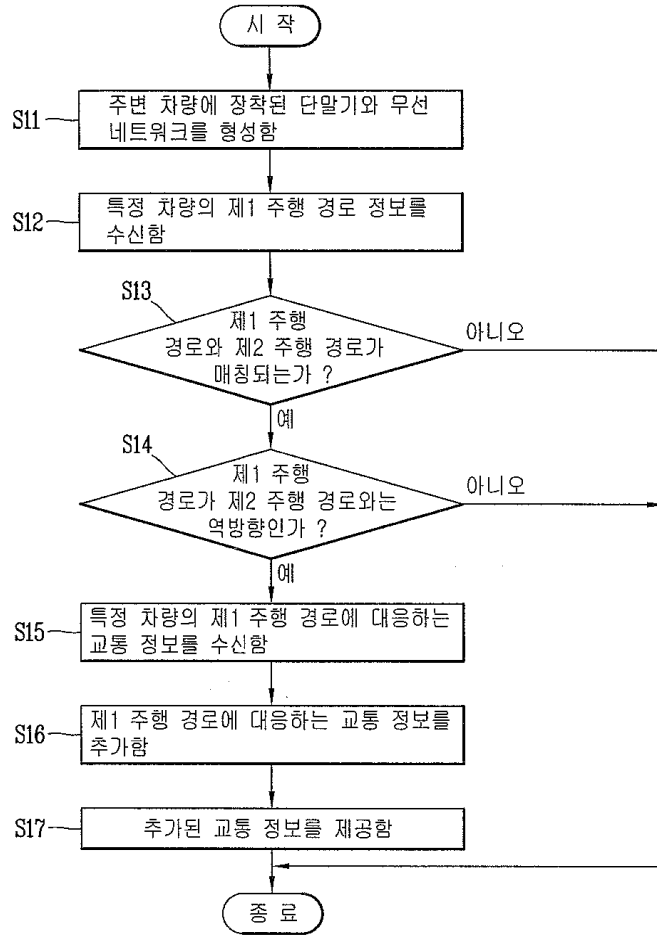 시 작
S11
주변 차량에 장착된 단말기와 무선
네트워크를 형성함
S12
특정 차량의 제1 주행 경로 정보를
수신함
S13
제1 주행
경로와 제2 주행 경로가
매칭되는가 ?
아니오
예
S14
제1 주행
경로가 제2 주행 경로와는
역방향인가 ?
아니오
예
S15
특정 차량의 제1 주행 경로에 대응하는
교통 정보를 수신함
S16
제1 주행 경로에 대응하는 교통 정보를
추가함
S17
추가된 교통 정보를 제공함
종 료